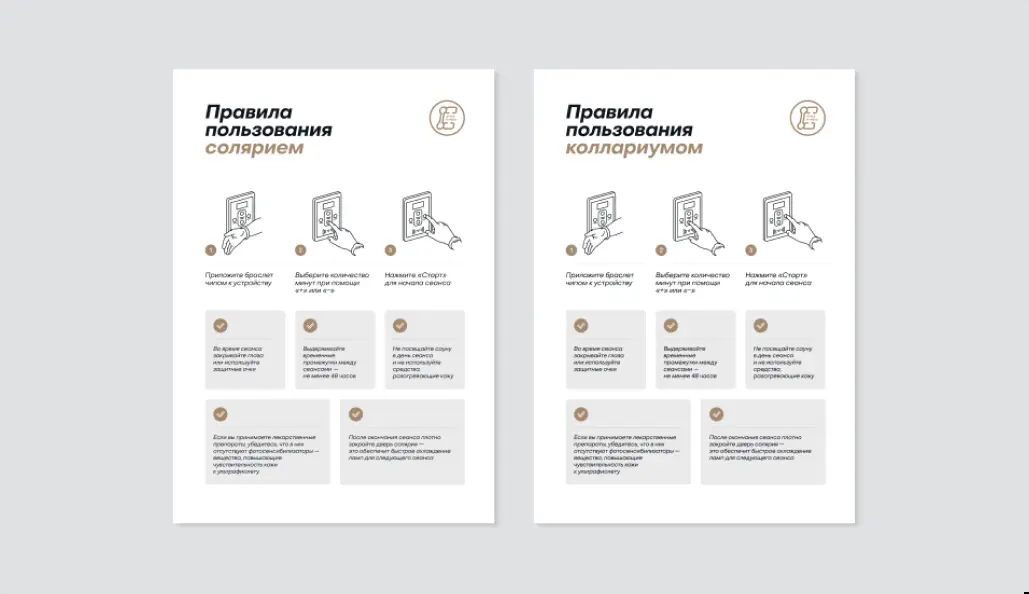 Правила
пользования
солярием
1
2
3
Приложите браслет
чипом к устройству
Выберите количество
минут при помощи
«+» или «−»
Нажмите «Старт»
для начала сеанса
Во время сеанса
закрывайте глаза
или используйте
защитные очки
Выдерживайте
временные
промежутки между
сеансами —
не менее 48 часов
Не посещайте сауну
в день сеанса
и не используйте
средства
разогревающие кожу
Если вы принимаете лекарственные
препараты, убедитесь, что в них
отсутствуют фотосенсибилизаторы —
вещества, повышающие
чувствительность кожи
к ультрафиолету
После окончания сеанса плотно
закройте дверь солярия —
это обеспечит быстрое охлаждение
ламп для следующего сеанса
Правила
пользования
коллариумом
1
2
3
Приложите браслет
чипом к устройству
Выберите количество
минут при помощи
«+» или «−»
Нажмите «Старт»
для начала сеанса
Во время сеанса
закрывайте глаза
или используйте
защитные очки
Выдерживайте
временные
промежутки между
сеансами —
не менее 48 часов
Не посещайте сауну
в день сеанса
и не используйте
средства
разогревающие кожу
Если вы принимаете лекарственные
препараты, убедитесь, что в них
отсутствуют фотосенсибилизаторы —
вещества, повышающие
чувствительность кожи
к ультрафиолету
После окончания сеанса плотно
закройте дверь солярия —
это обеспечит быстрое охлаждение
ламп для следующего сеанса